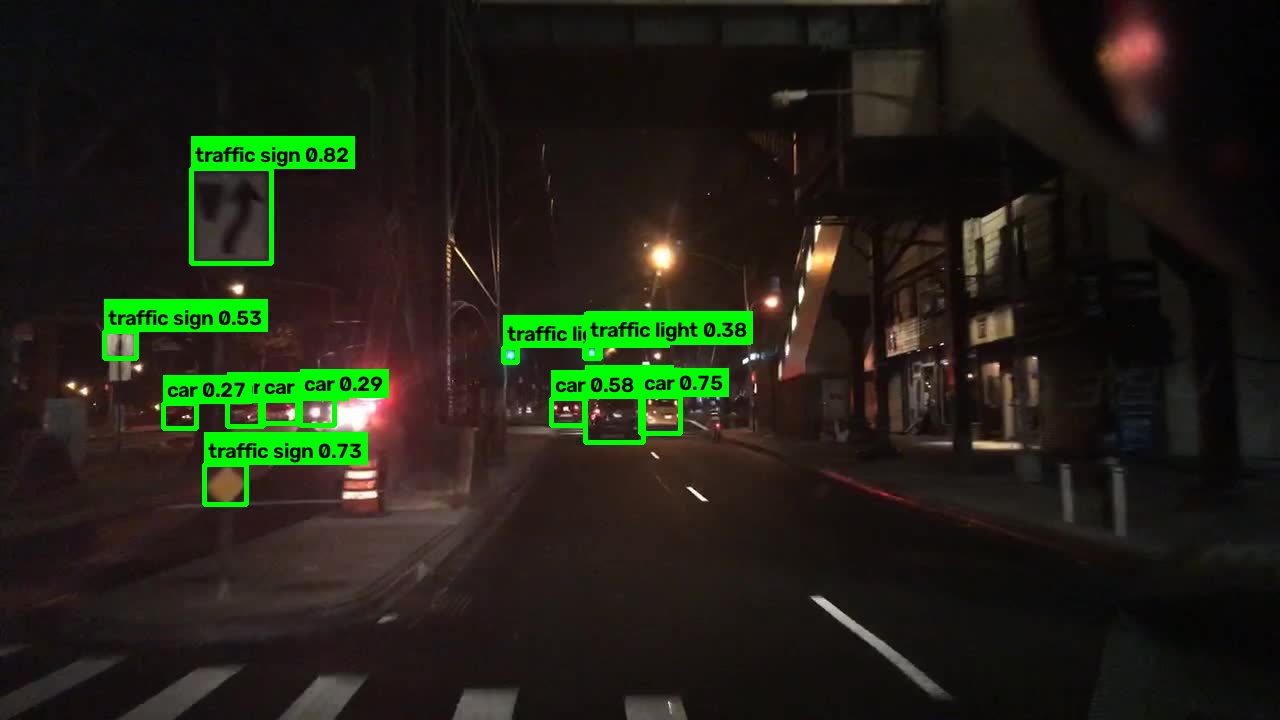 traffic sign 0.82
traffic sign 0.53
traffic light 0.38
car 0.27
car
car 0.29
car 0.58
car 0.75
traffic sign 0.73